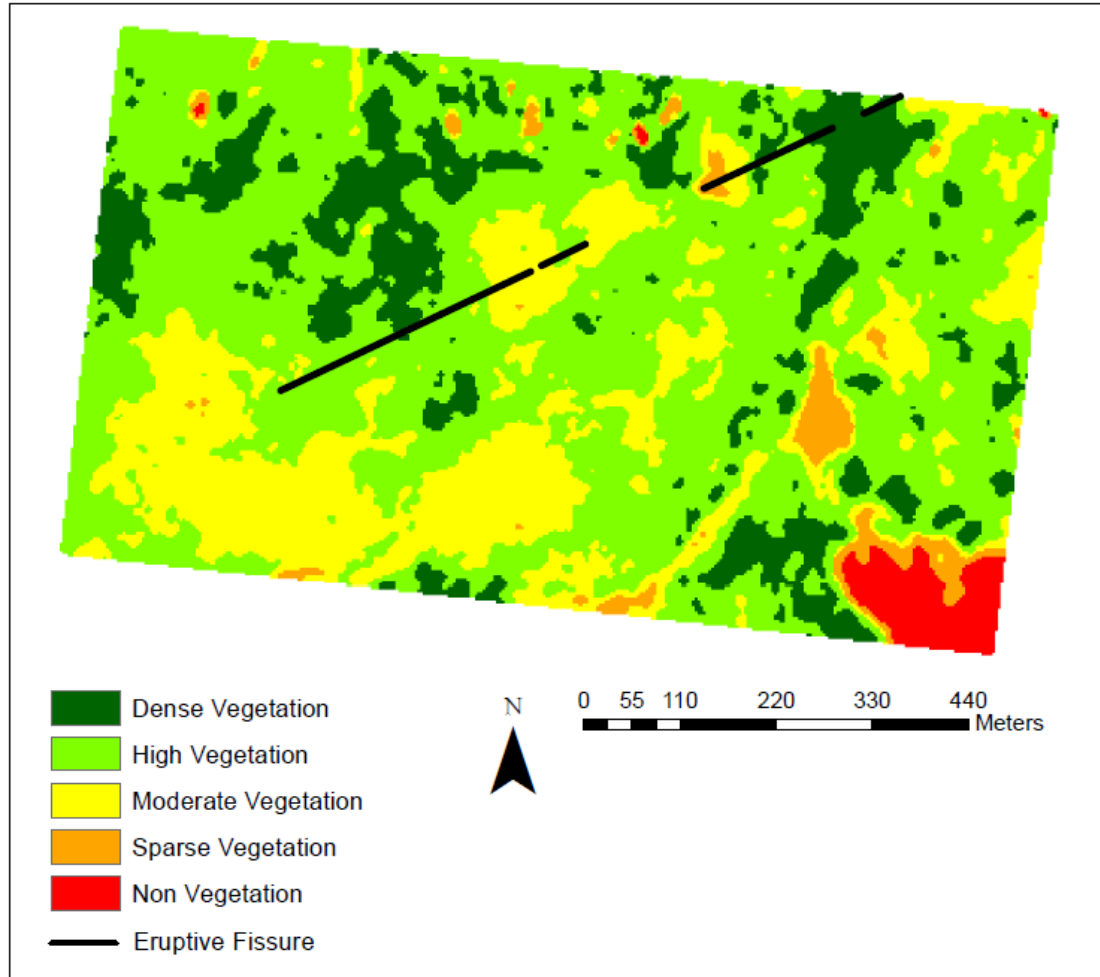 Dense Vegetation
High Vegetation
Moderate Vegetation
Sparse Vegetation
Non Vegetation
Eruptive Fissure
N
0 55 110 220 330 440
Meters